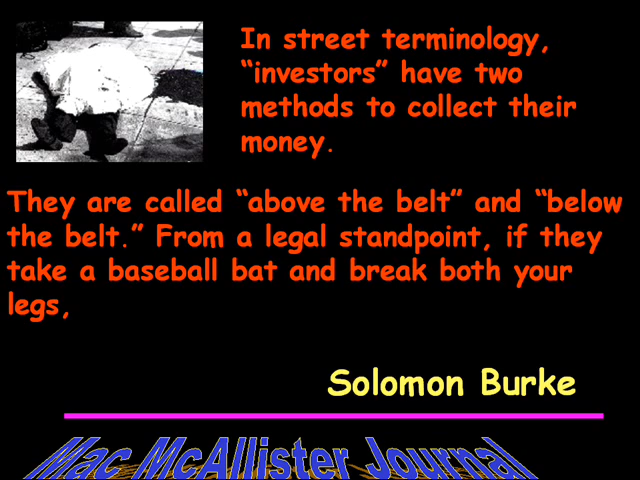 In street terminology,
“investors” have two
methods to collect their
money.
They are called “above the belt” and “below
the belt.” From a legal standpoint, if they
take a baseball bat and break both your
legs,
Solomon Burke
Mac McAllister Journal